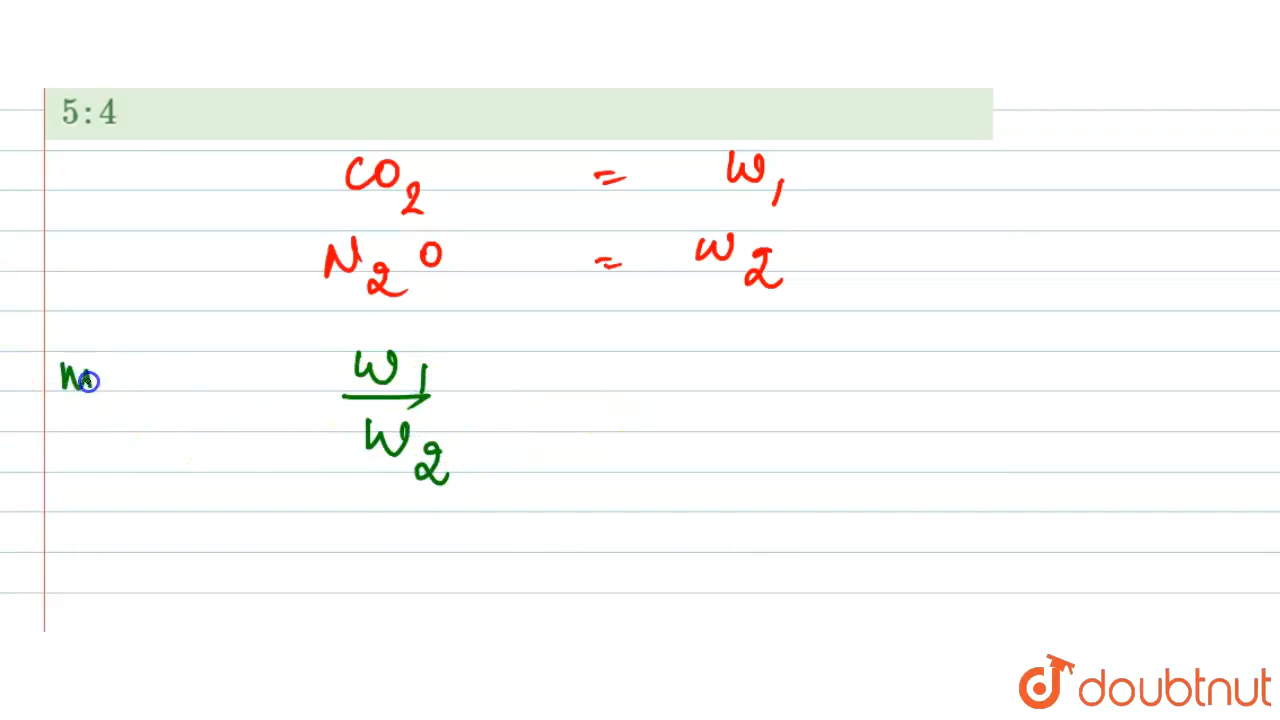 5:4
CO2 = W1
N2O = W2
W1
W2
doubtnut